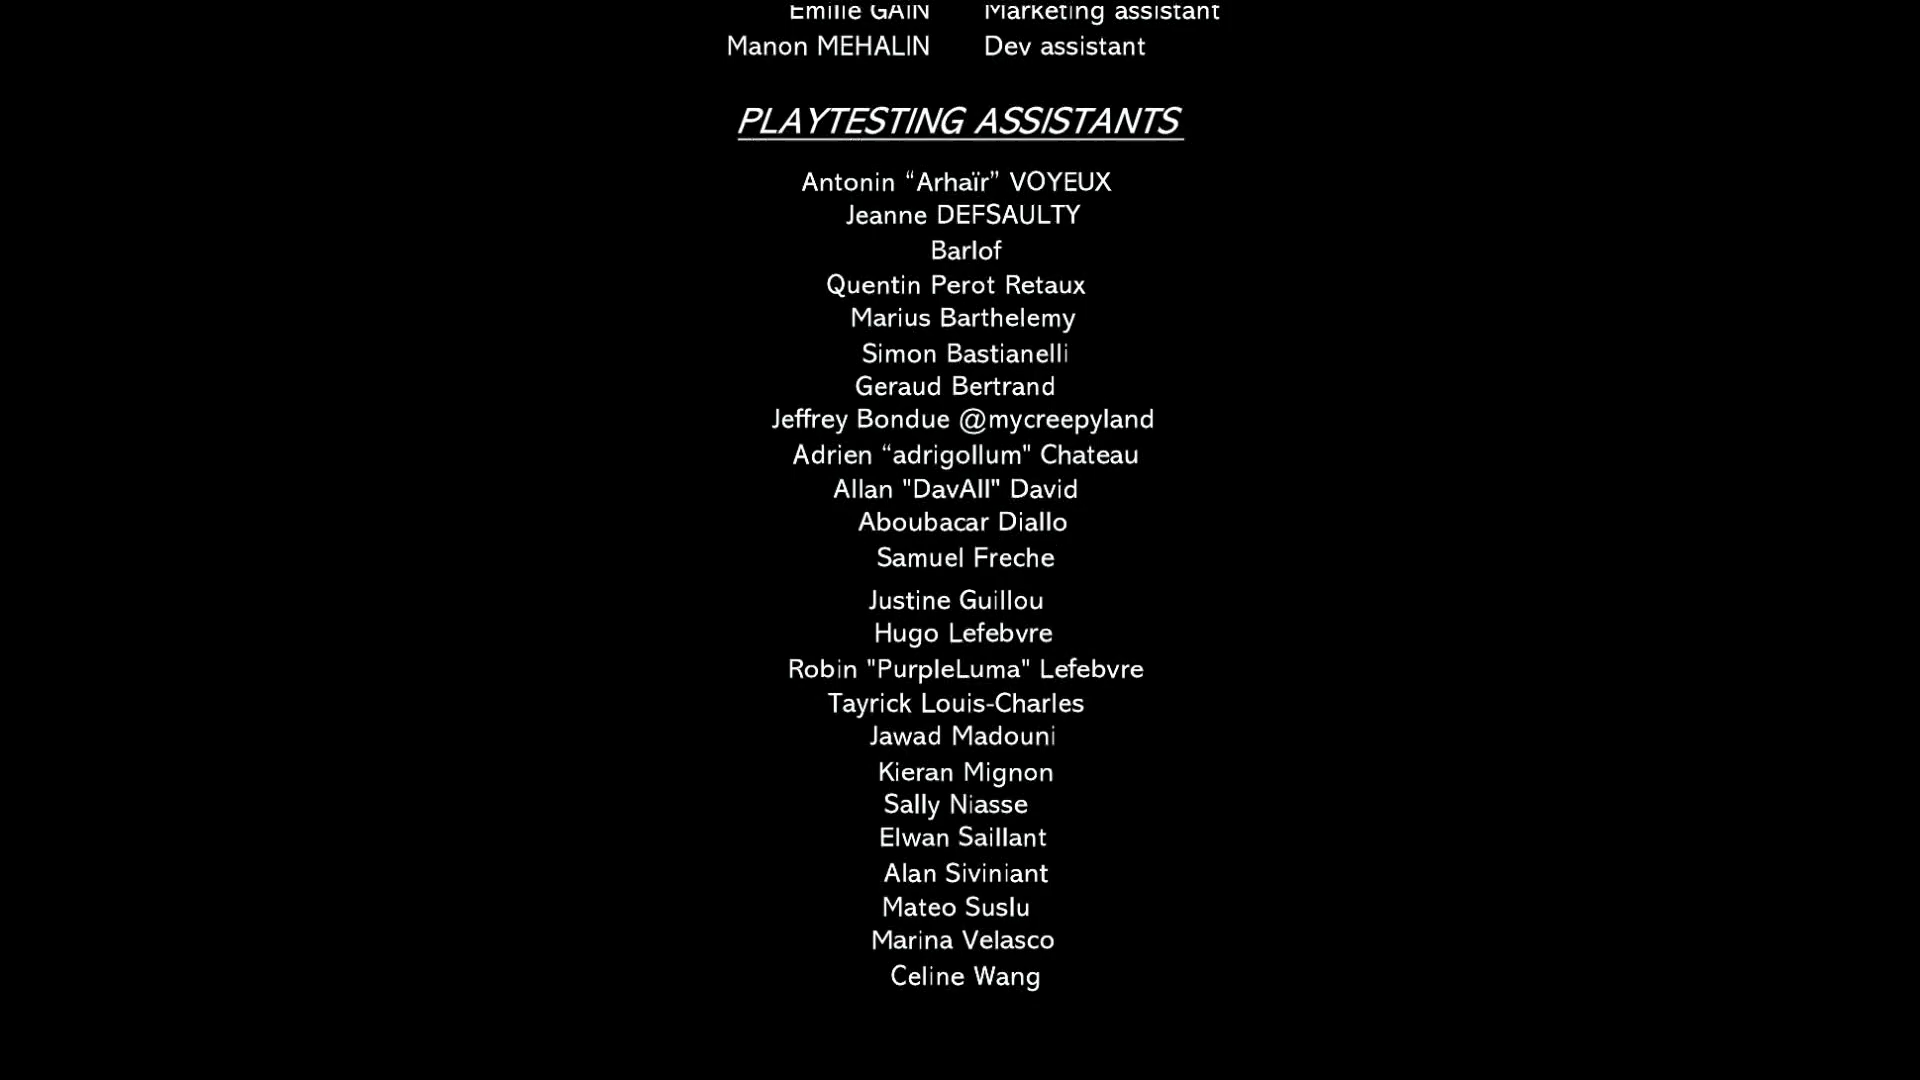 Emilie GAIN Marketing assistant
Manon MEHALIN Dev assistant
PLAYTESTING ASSISTANTS
Antonin “Arhaïr” VOYEUX
Jeanne DEFSAULTY
Barlof
Quentin Perot Retaux
Marius Barthelemy
Simon Bastianelli
Geraud Bertrand
Jeffrey Bondue @mycreepyland
Adrien “adrigollum" Chateau
Allan "DavAll" David
Aboubacar Diallo
Samuel Freche
Justine Guillou
Hugo Lefebvre
Robin "PurpleLuma" Lefebvre
Tayrick Louis-Charles
Jawad Madouni
Kieran Mignon
Sally Niasse
Elwan Saillant
Alan Siviniant
Mateo Suslu
Marina Velasco
Celine Wang